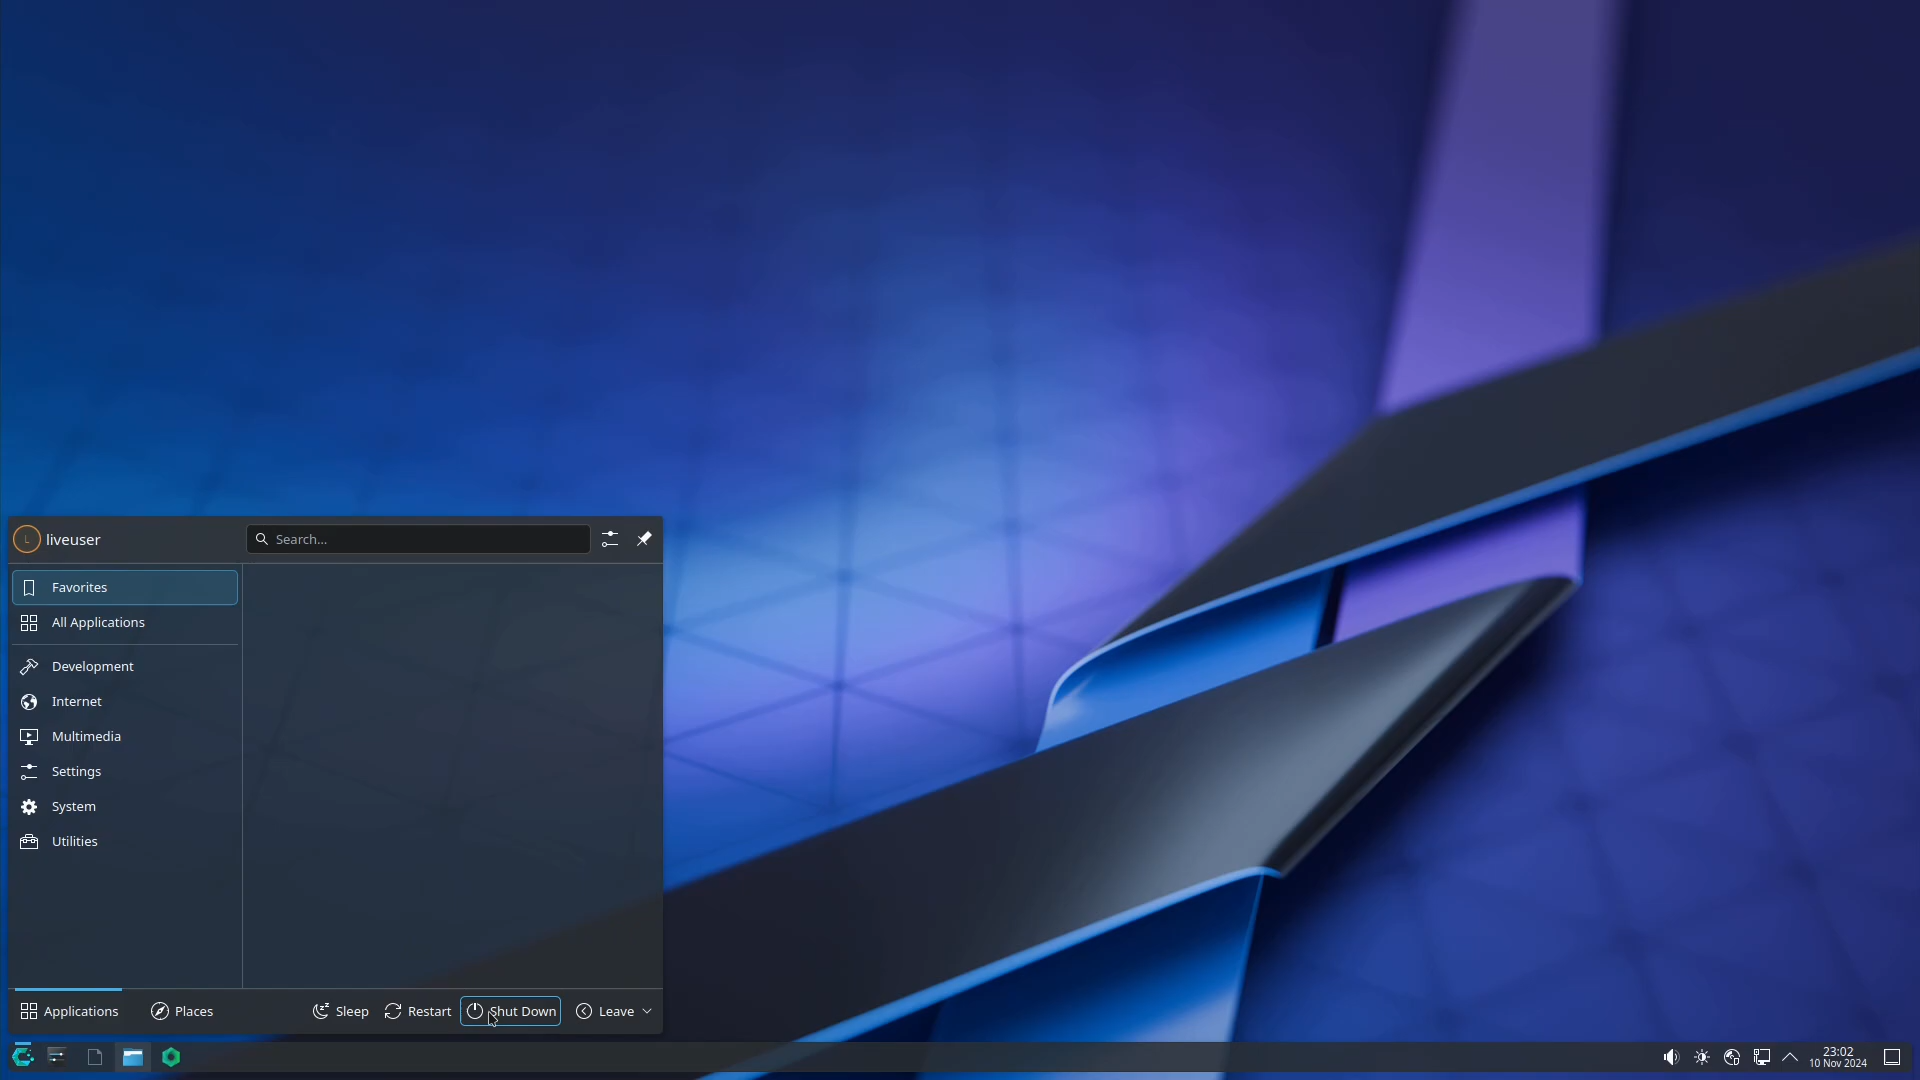 liveuser
Search...
Favorites
All Applications
Development
Internet
Multimedia
Settings
System
Utilities
Applications
Places
Sleep
Restart
Shut Down
Leave
23:02
10 Nov 2024